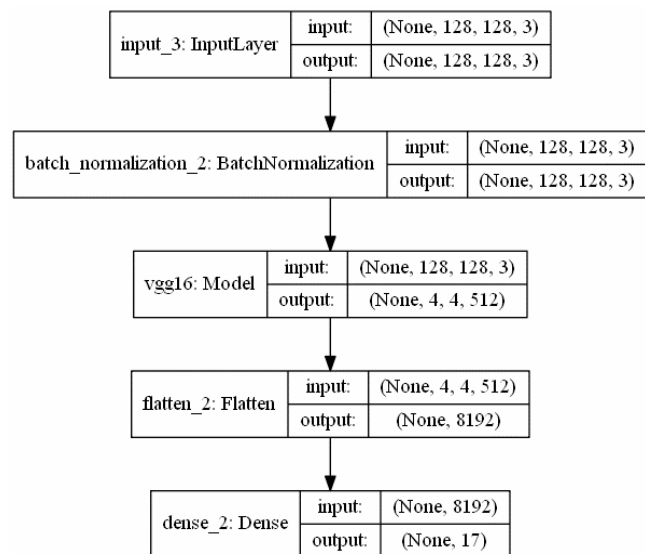 input_3: InputLayer
input: (None, 128, 128, 3)
output: (None, 128, 128, 3)
batch_normalization_2: BatchNormalization
input: (None, 128, 128, 3)
output: (None, 128, 128, 3)
vgg16: Model
input: (None, 128, 128, 3)
output: (None, 4, 4, 512)
flatten_2: Flatten
input: (None, 4, 4, 512)
output: (None, 8192)
dense_2: Dense
input: (None, 8192)
output: (None, 17)